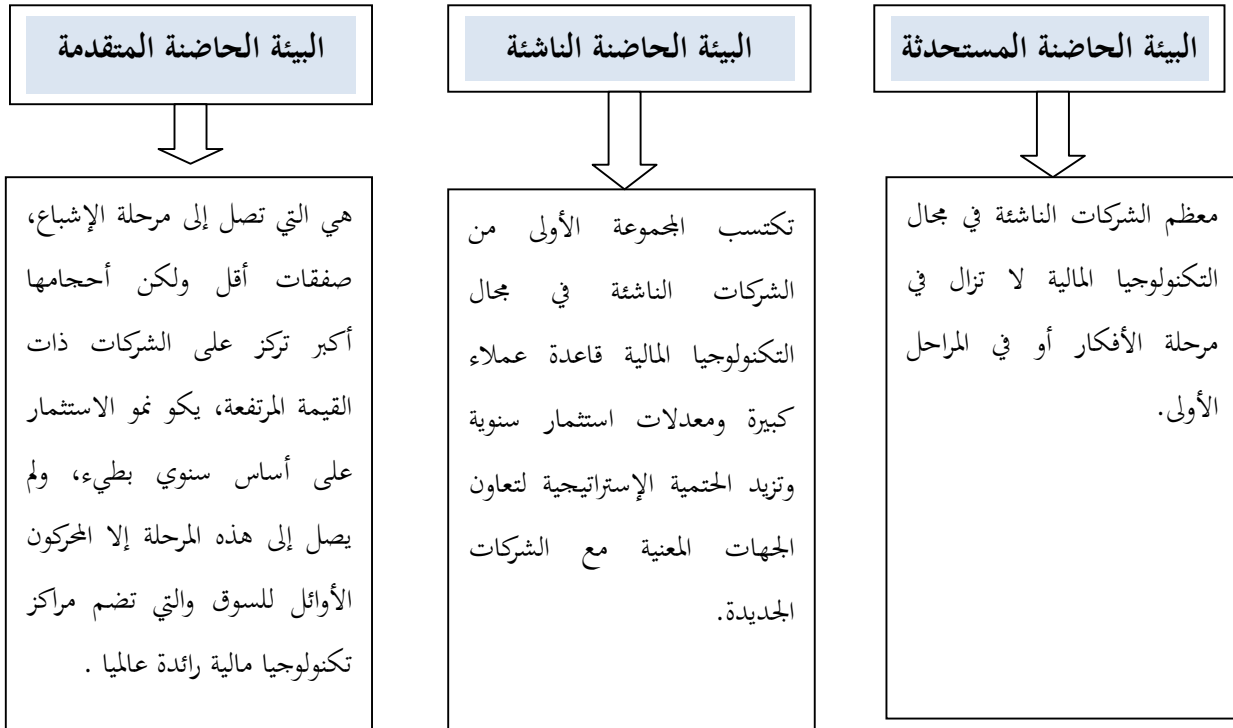 البيئة الحاضنة المستحدثة
معظم الشركات الناشئة في مجال
التكنولوجيا المالية لا تزال في
مرحلة الأفكار أو في المراحل
الأولى.
البيئة الحاضنة الناشئة
تكتسب المجموعة الأولى من
الشركات الناشئة في مجال
التكنولوجيا المالية قاعدة عملاء
كبيرة ومعدلات استثمار سنوية
وتزيد الحتمية الإستراتيجية لتعاون
الجهات المعنية مع الشركات
الجديدة.
البيئة الحاضنة المتقدمة
هي التي تصل إلى مرحلة الإشباع،
صفقات أقل ولكن أحجامها
أكبر تركز على الشركات ذات
القيمة المرتفعة، يكو نمو الاستثمار
على أساس سنوي بطيء، ولم
يصل إلى هذه المرحلة إلا المحركون
الأوائل للسوق والتي تضم مراكز
تكنولوجيا مالية رائدة عالميا .